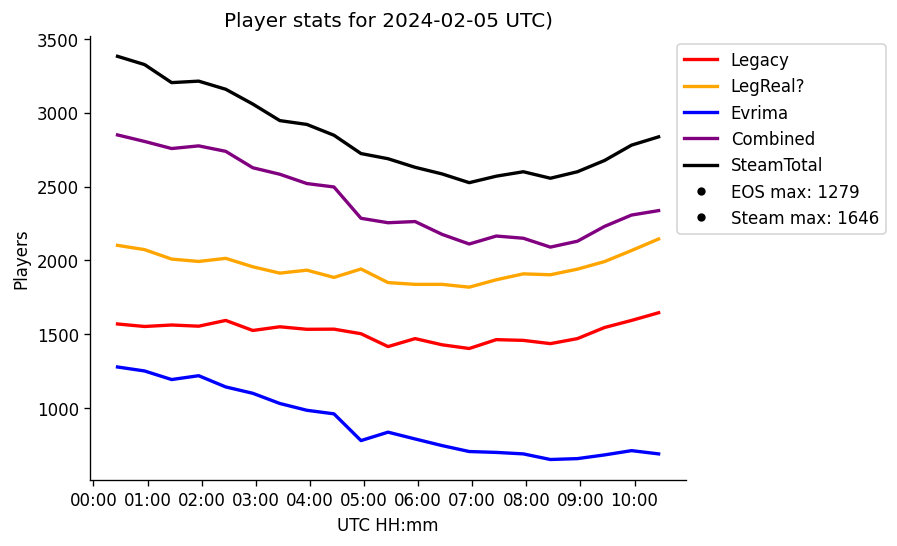 Player stats for 2024-02-05 UTC)
3500
3000
2500
2000
1500
1000
Players
00:00 01:00 02:00 03:00 04:00 05:00 06:00 07:00 08:00 09:00 10:00
UTC HH:mm
Legacy
LegReal?
Evrima
Combined
SteamTotal
EOS max: 1279
Steam max: 1646